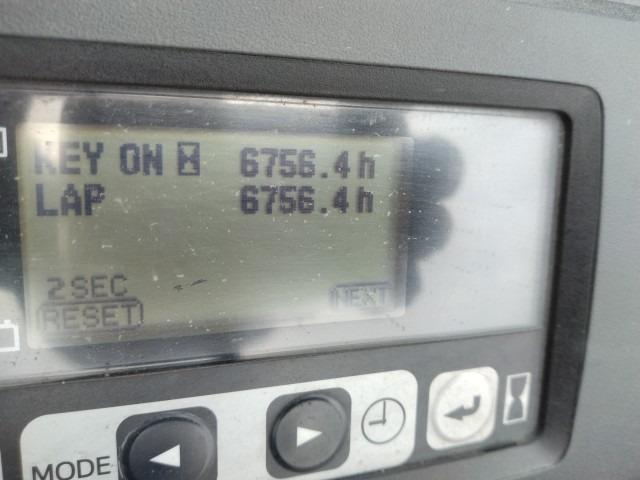 KEY ON 6756.4 h
LAP 6756.4 h
2 SEC
RESET NEXT
MODE